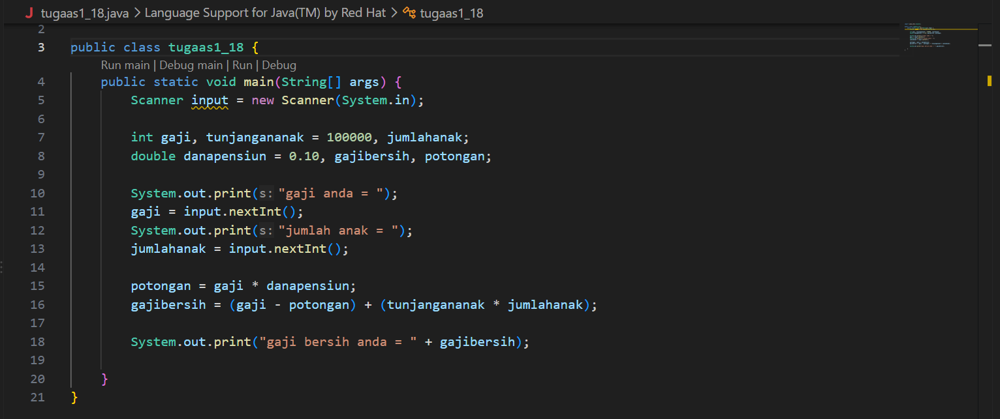 tugaas1_18.java > Language Support for Java(TM) by Red Hat > tugaas1_18
2
3 public class tugaas1_18 {
Run main | Debug main | Run | Debug
4 public static void main(String[] args) {
5 Scanner input = new Scanner(System.in);
6
7 int gaji, tunjangananak = 100000, jumlahanak;
8 double danapensiun = 0.10, gajibersih, potongan;
9
10 System.out.print(s: "gaji anda = ");
11 gaji = input.nextInt();
12 System.out.print(s: "jumlah anak = ");
13 jumlahanak = input.nextInt();
14
15 potongan = gaji * danapensiun;
16 gajibersih = (gaji - potongan) + (tunjangananak * jumlahanak);
17
18 System.out.print("gaji bersih anda = " + gajibersih);
19
20 }
21 }